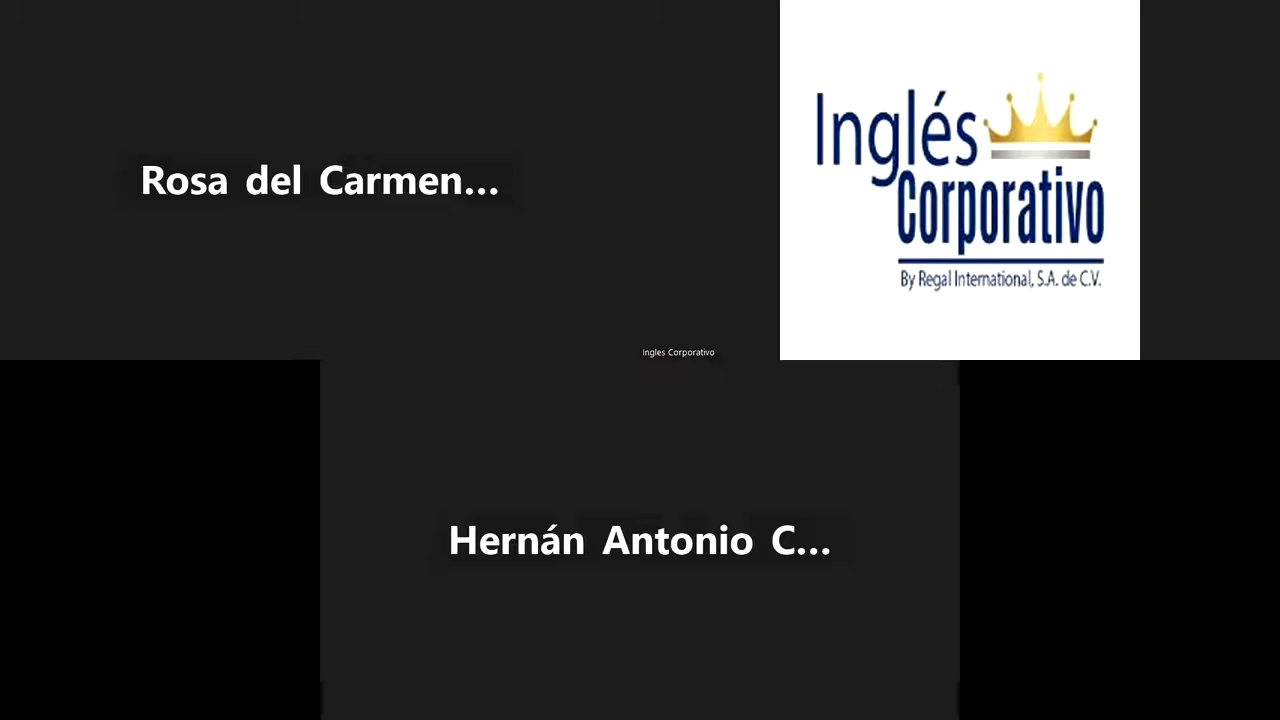 Rosa del Carmen...
Inglés
Corporativo
By Regal International, S.A. de C.V.
Ingles Corporativo
Hernán Antonio C...